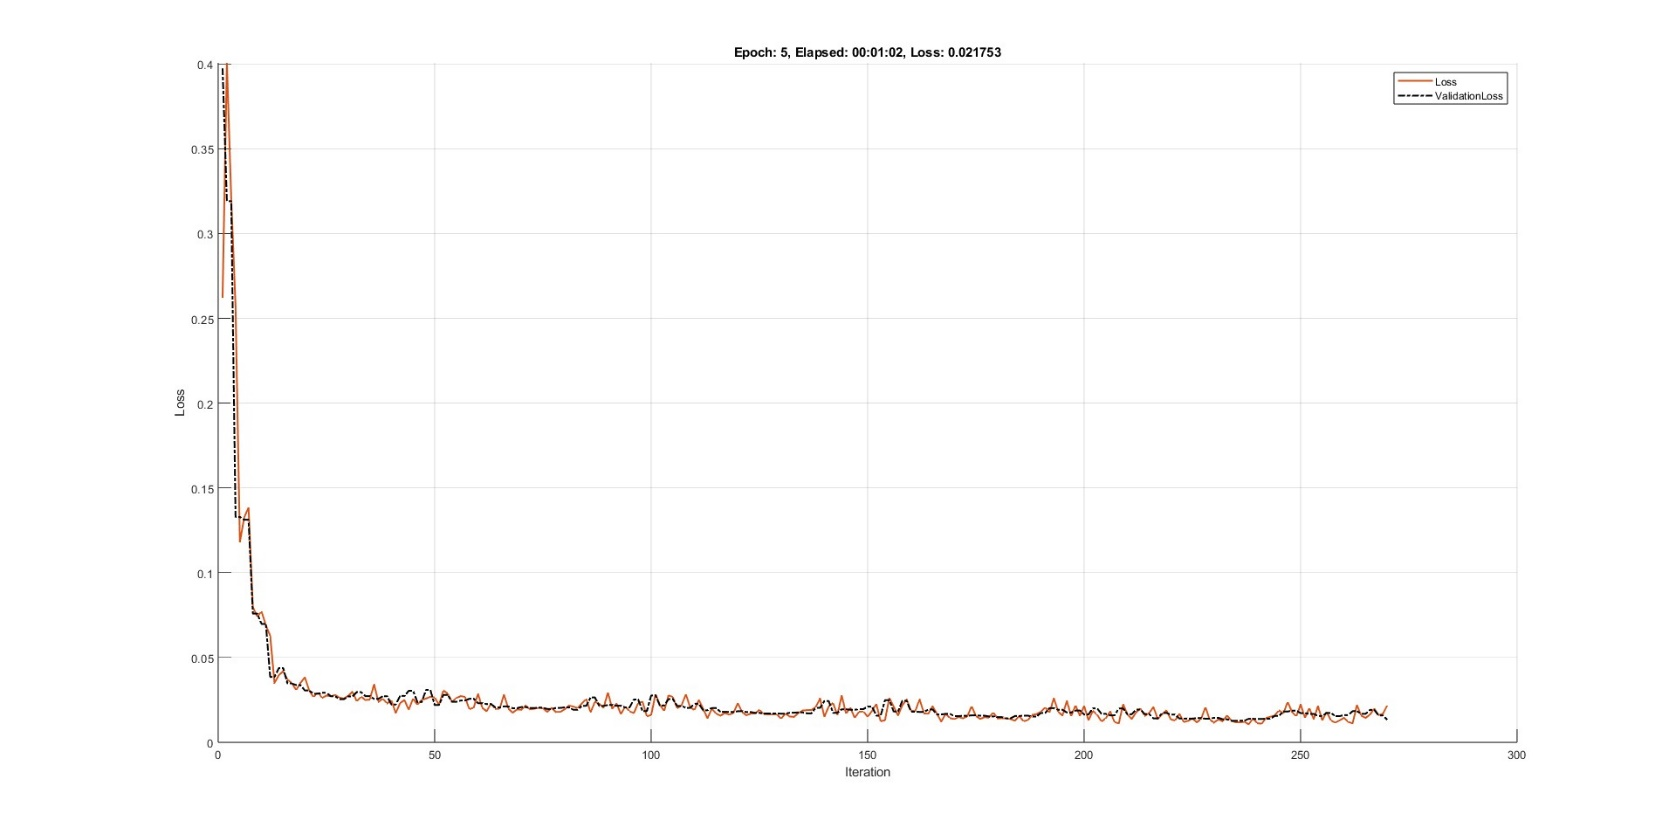 Epoch: 5, Elapsed: 00:01:02, Loss: 0.021753
Loss
ValidationLoss
0.4
0.35
0.3
0.25
0.2
0.15
0.1
0.05
0
Loss
0 50 100 150 200 250 300
Iteration